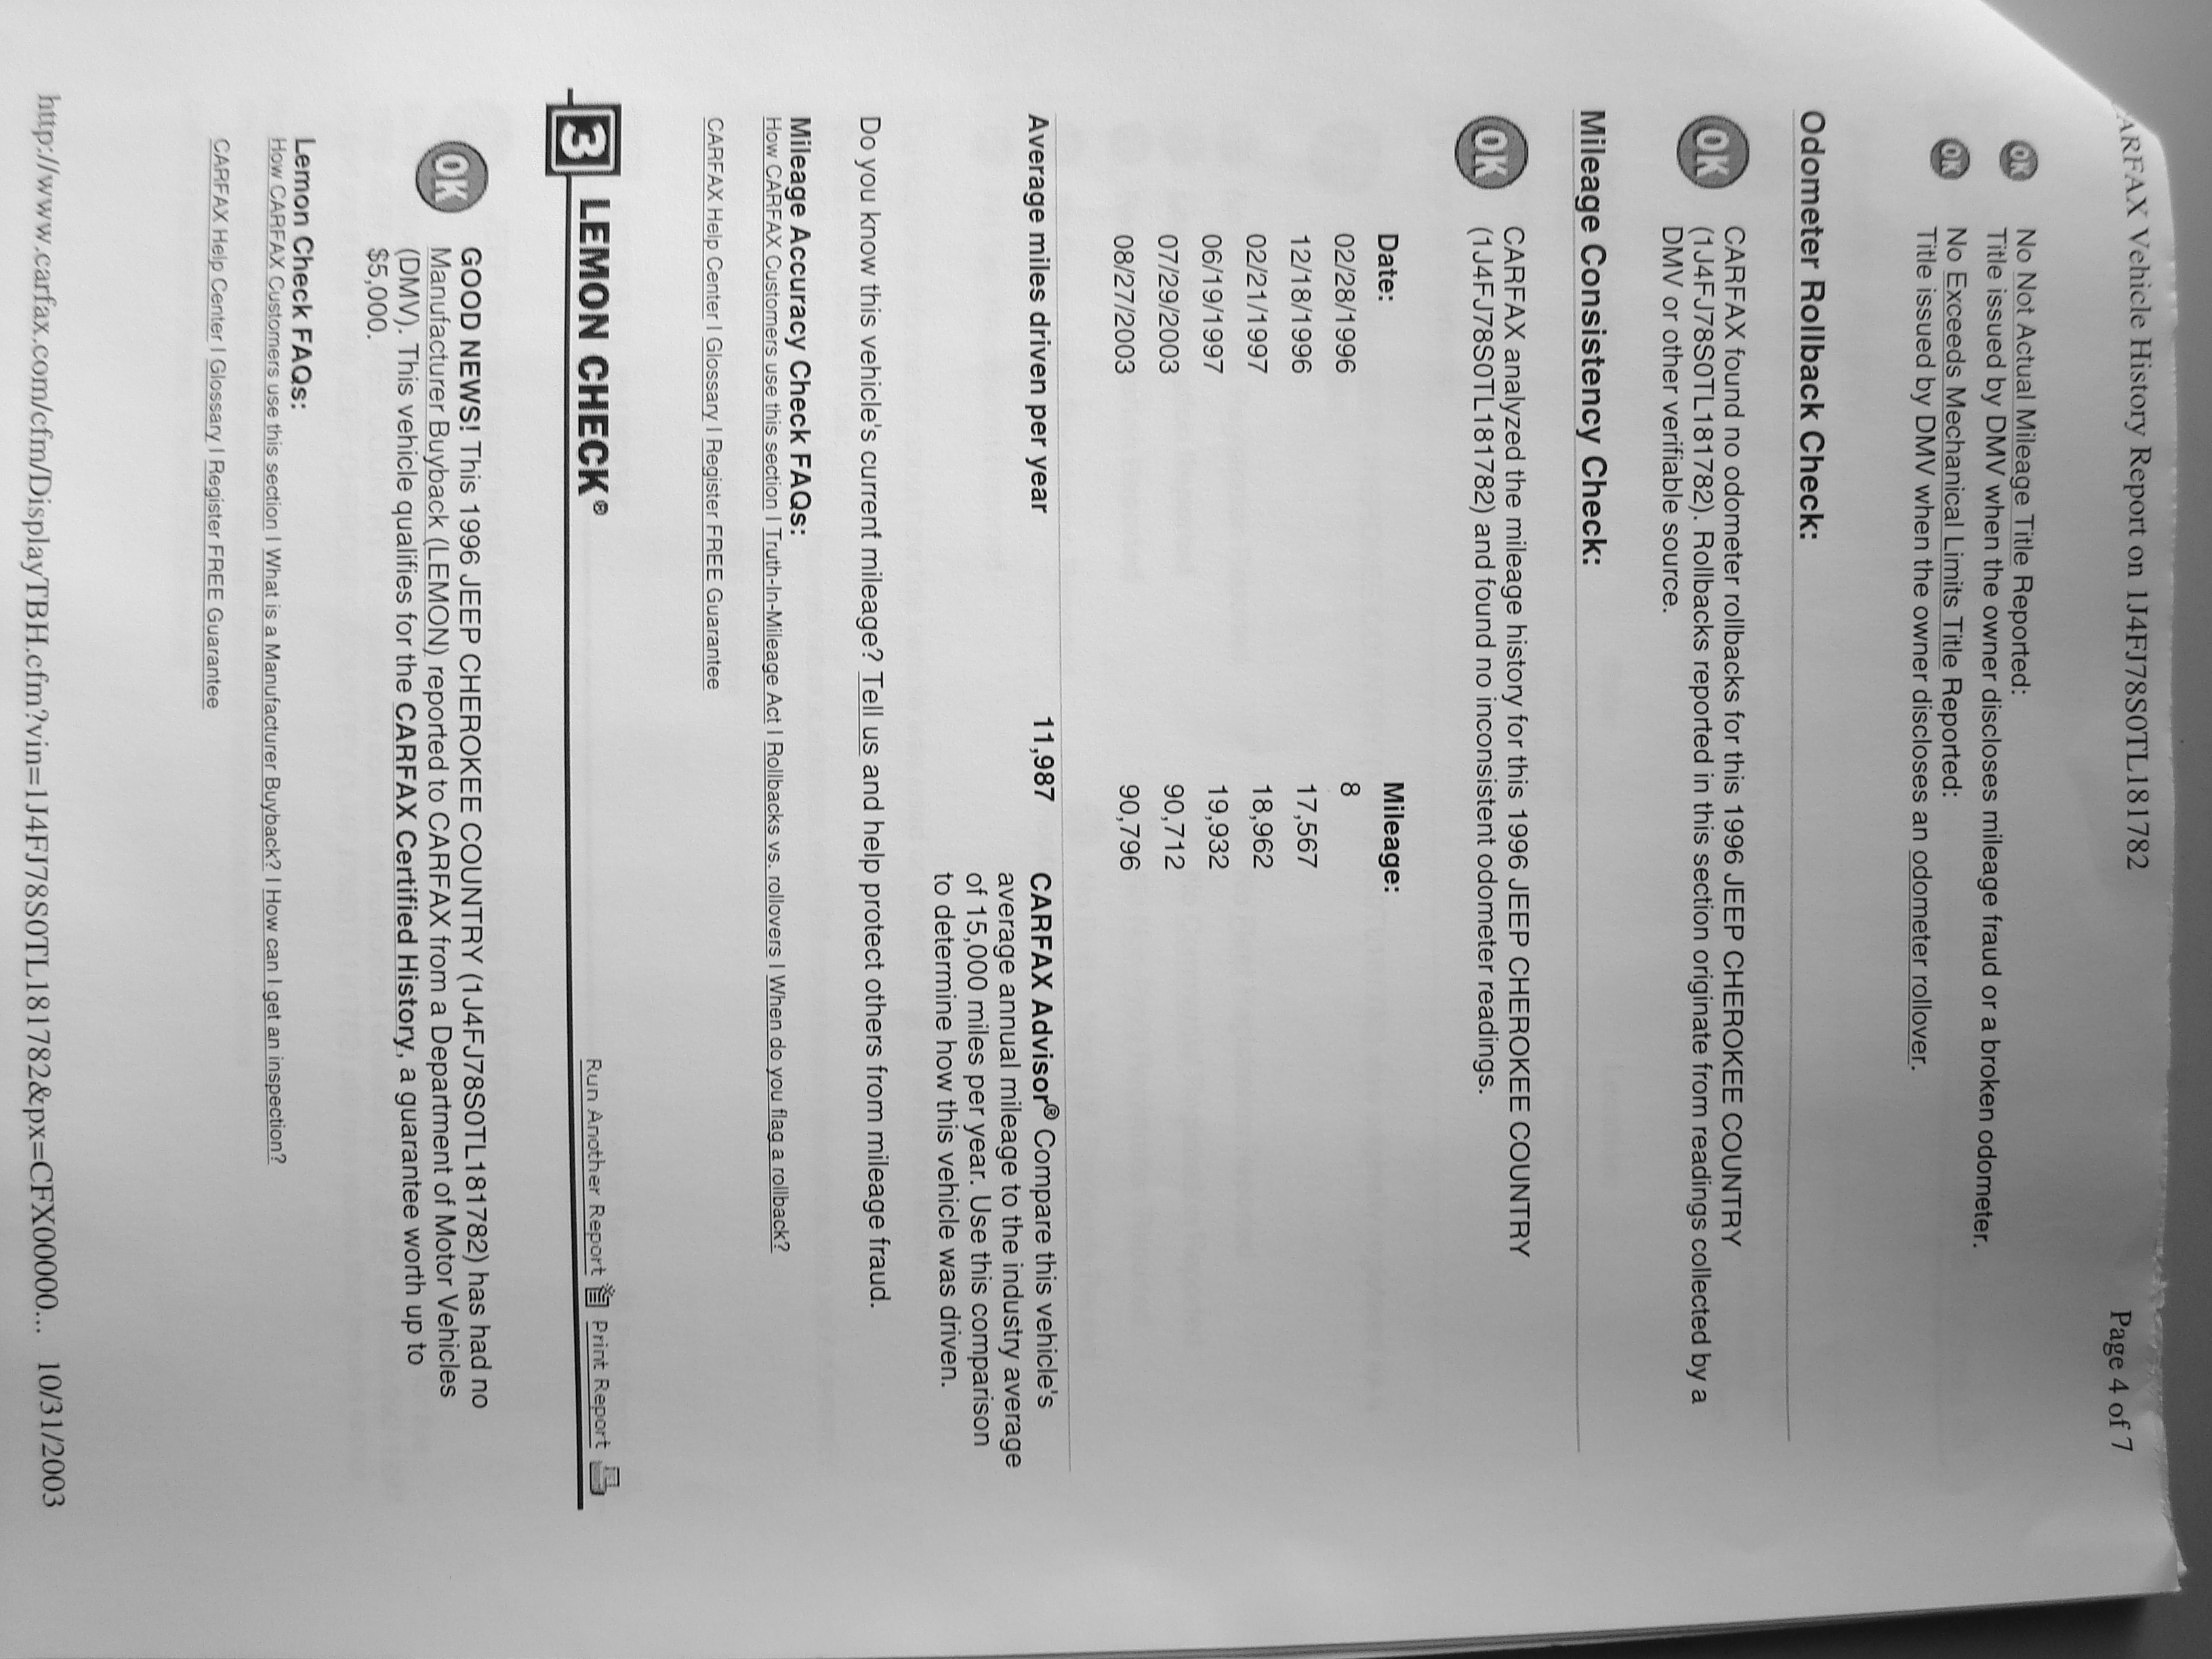 ARFAX Vehicle History Report on 1J4FJ78S0TL181782 Page 4 of 7
OK No Not Actual Mileage Title Reported:
Title issued by DMV when the owner discloses mileage fraud or a broken odometer.
OK No Exceeds Mechanical Limits Title Reported:
Title issued by DMV when the owner discloses an odometer rollover.
Odometer Rollback Check:
OK CARFAX found no odometer rollbacks for this 1996 JEEP CHEROKEE COUNTRY
(1J4FJ78S0TL181782). Rollbacks reported in this section originate from readings collected by a
DMV or other verifiable source.
Mileage Consistency Check:
OK CARFAX analyzed the mileage history for this 1996 JEEP CHEROKEE COUNTRY
(1J4FJ78S0TL181782) and found no inconsistent odometer readings.
Date: Mileage:
02/28/1996 8
12/18/1996 17,567
02/21/1997 18,962
06/19/1997 19,932
07/29/2003 90,712
08/27/2003 90,796
Average miles driven per year 11,987 CARFAX Advisor® Compare this vehicle's
average annual mileage to the industry average
of 15,000 miles per year. Use this comparison
to determine how this vehicle was driven.
Do you know this vehicle's current mileage? Tell us and help protect others from mileage fraud.
Mileage Accuracy Check FAQs:
How CARFAX Customers use this section | Truth-In-Mileage Act | Rollbacks vs. rollovers | When do you flag a rollback?
CARFAX Help Center | Glossary | Register FREE Guarantee
3 LEMON CHECK® Run Another Report Print Report
OK GOOD NEWS! This 1996 JEEP CHEROKEE COUNTRY (1J4FJ78S0TL181782) has had no
Manufacturer Buyback (LEMON) reported to CARFAX from a Department of Motor Vehicles
(DMV). This vehicle qualifies for the CARFAX Certified History, a guarantee worth up to
$5,000.
Lemon Check FAQs:
How CARFAX Customers use this section | What is a Manufacturer Buyback? | How can I get an inspection?
CARFAX Help Center | Glossary | Register FREE Guarantee
http://www.carfax.com/cfm/DisplayTBH.cfm?vin=1J4FJ78S0TL181782&px=CFX00000... 10/31/2003